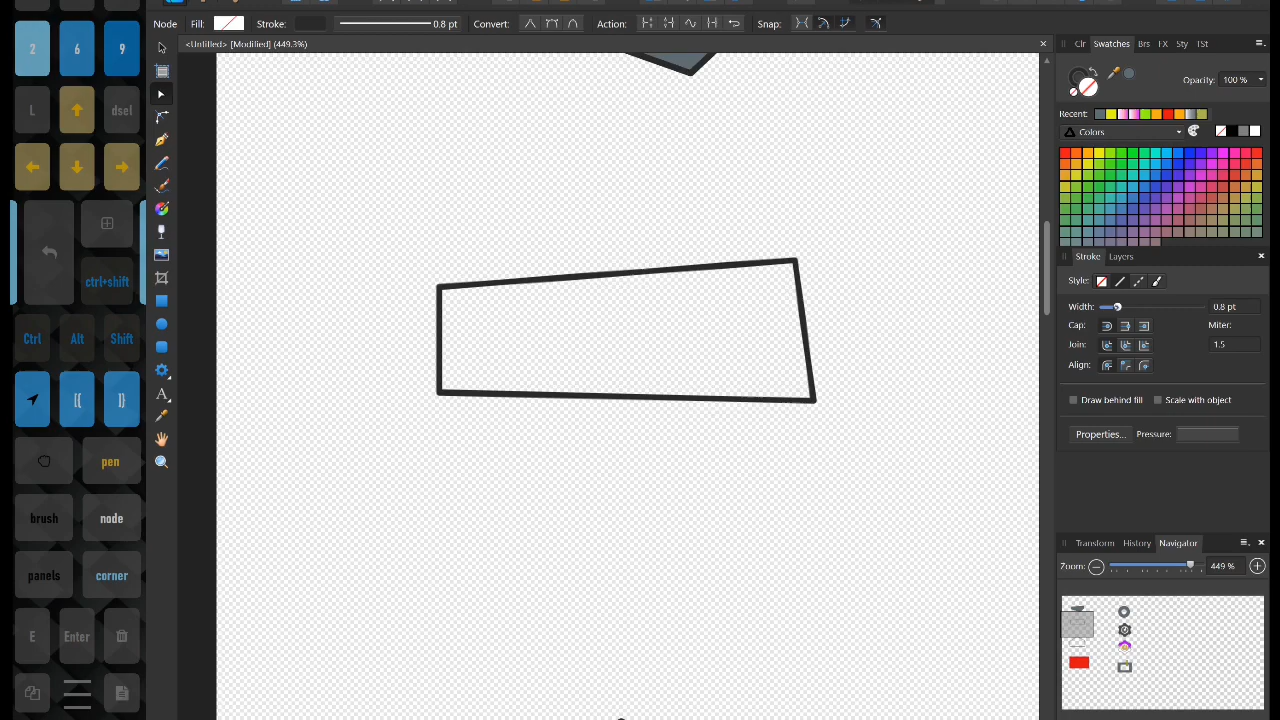 Node Fill: Stroke: 0.8 pt Convert: Action: Snap:
<Untitled> [Modified] (449.3%)
Clr Swatches Brs FX Sty TSt
Opacity: 100 %
Recent:
Colors
Stroke Layers
Style:
Width: 0.8 pt
Cap: Miter:
Join: 1.5
Align:
Draw behind fill Scale with object
Properties... Pressure:
Transform History Navigator
Zoom: 449 %
2 6 9
L dsel
ctrl+shift
Ctrl Alt Shift
[[ ]]
pen
brush node
panels corner
E Enter
A